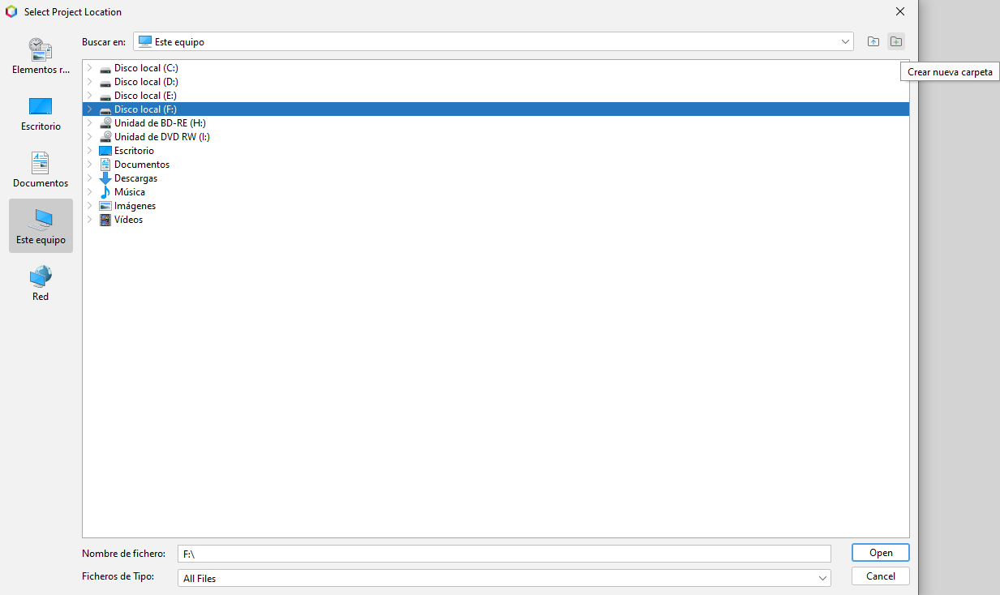 Select Project Location
Buscar en: Este equipo
Crear nueva carpeta
Elementos r...
Escritorio
Documentos
Este equipo
Red
Disco local (C:)
Disco local (D:)
Disco local (E:)
Disco local (F:)
Unidad de BD-RE (H:)
Unidad de DVD RW (I:)
Escritorio
Documentos
Descargas
Música
Imágenes
Vídeos
Nombre de fichero: F:\
Open
Ficheros de Tipo: All Files
Cancel